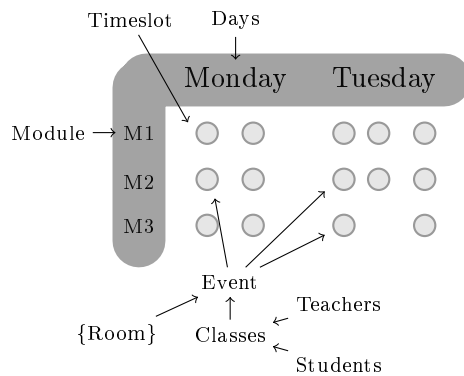 Timeslot
Days
Monday
Tuesday
Module
M1
M2
M3
Event
{Room}
Classes
Teachers
Students